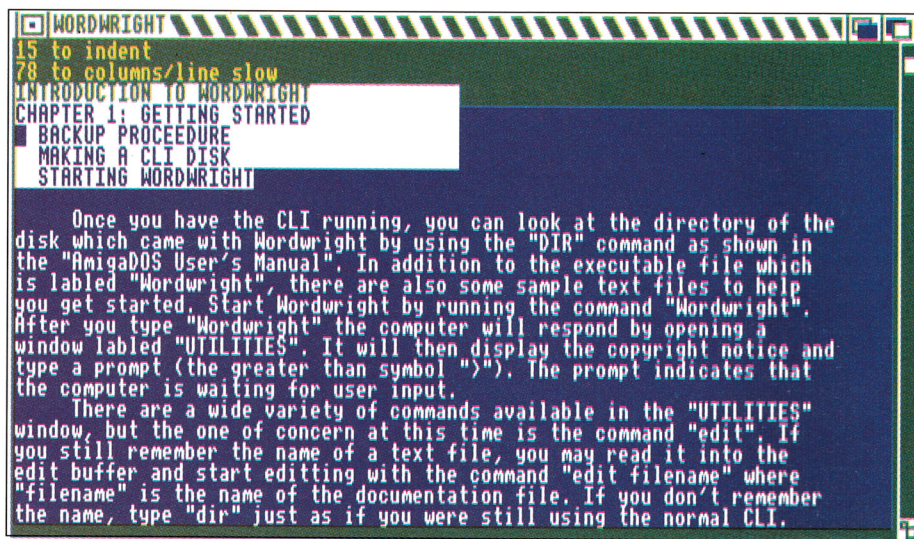 WORDWRIGHT
15 to indent
78 to columns/line slow
INTRODUCTION TO WORDWRIGHT
CHAPTER 1: GETTING STARTED
BACKUP PROCEEDURE
MAKING A CLI DISK
STARTING WORDWRIGHT
Once you have the CLI running, you can look at the directory of the
disk which came with Wordwright by using the "DIR" command as shown in
the "AmigaDOS User's Manual". In addition to the executable file which
is labled "Wordwright", there are also some sample text files to help
you get started. Start Wordwright by running the command "Wordwright".
After you type "Wordwright" the computer will respond by opening a
window labled "UTILITIES". It will then display the copyright notice and
type a prompt (the greater than symbol ">"). The prompt indicates that
the computer is waiting for user input.
There are a wide variety of commands available in the "UTILITIES"
window, but the one of concern at this time is the command "edit". If
you still remember the name of a text file, you may read it into the
edit buffer and start editting with the command "edit filename" where
"filename" is the name of the documentation file. If you don't remember
the name, type "dir" just as if you were still using the normal CLI.